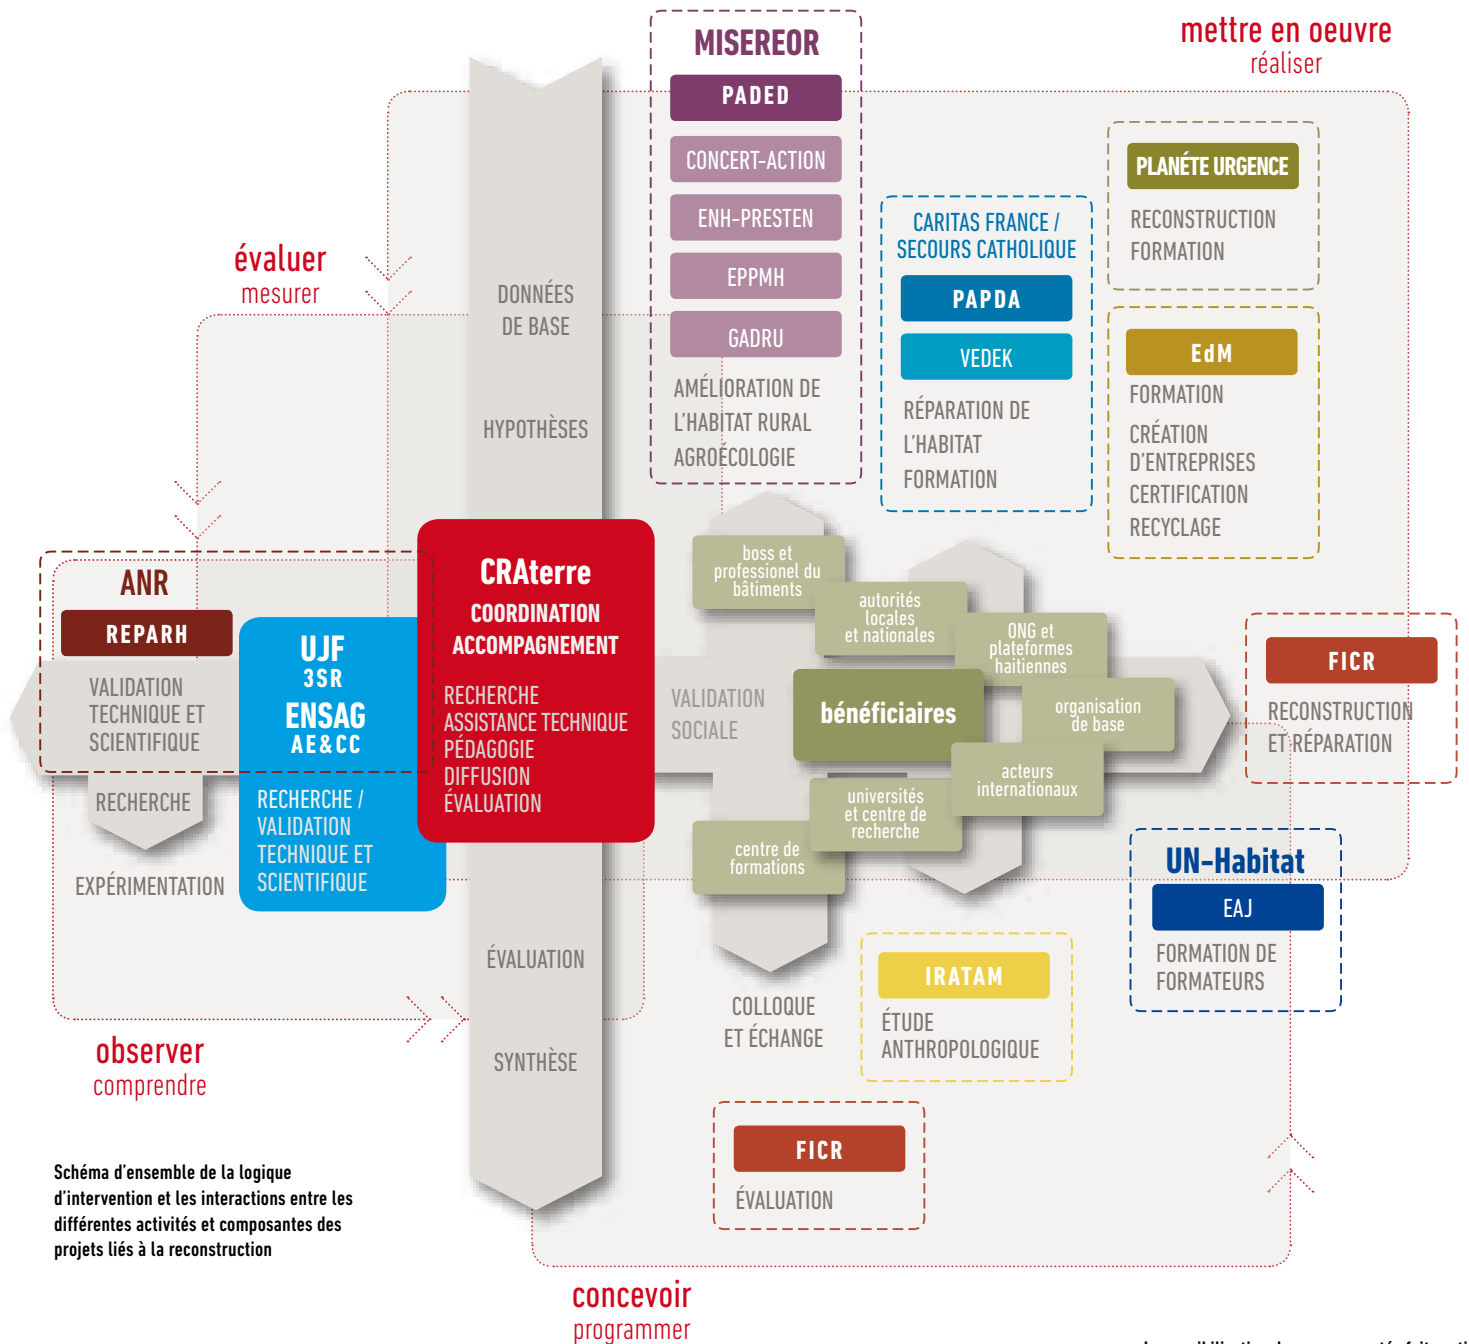 mettre en oeuvre
réaliser
MISEREOR
PADED
CONCERT-ACTION
ENH-PRESTEN
EPPMH
GADRU
AMÉLIORATION DE
L'HABITAT RURAL
AGROÉCOLOGIE
CARITAS FRANCE /
SECOURS CATHOLIQUE
PAPDA
VEDEK
RÉPARATION DE
L'HABITAT
FORMATION
PLANÉTE URGENCE
RECONSTRUCTION
FORMATION
EdM
FORMATION
CRÉATION
D'ENTREPRISES
CERTIFICATION
RECYCLAGE
évaluer
mesurer
DONNÉES
DE BASE
HYPOTHÈSES
ANR
REPARH
VALIDATION
TECHNIQUE ET
SCIENTIFIQUE
RECHERCHE
EXPÉRIMENTATION
UJF
3SR
ENSAG
AE&CC
RECHERCHE /
VALIDATION
TECHNIQUE ET
SCIENTIFIQUE
CRAterre
COORDINATION
ACCOMPAGNEMENT
RECHERCHE
ASSISTANCE TECHNIQUE
PÉDAGOGIE
DIFFUSION
ÉVALUATION
VALIDATION
SOCIALE
boss et
professionel du
bâtiments
autorités
locales
et nationales
ONG et
plateformes
haïtiennes
bénéficiaires
organisation
de base
acteurs
internationaux
universités
et centre de
recherche
centre de
formations
FICR
RECONSTRUCTION
ET RÉPARATION
UN-Habitat
EAJ
FORMATION DE
FORMATEURS
ÉVALUATION
SYNTHÈSE
COLLOQUE
ET ÉCHANGE
IRATAM
ÉTUDE
ANTHROPOLOGIQUE
FICR
ÉVALUATION
observer
comprendre
Schéma d'ensemble de la logique
d'intervention et les interactions entre les
différentes activités et composantes des
projets liés à la reconstruction
concevoir
programmer